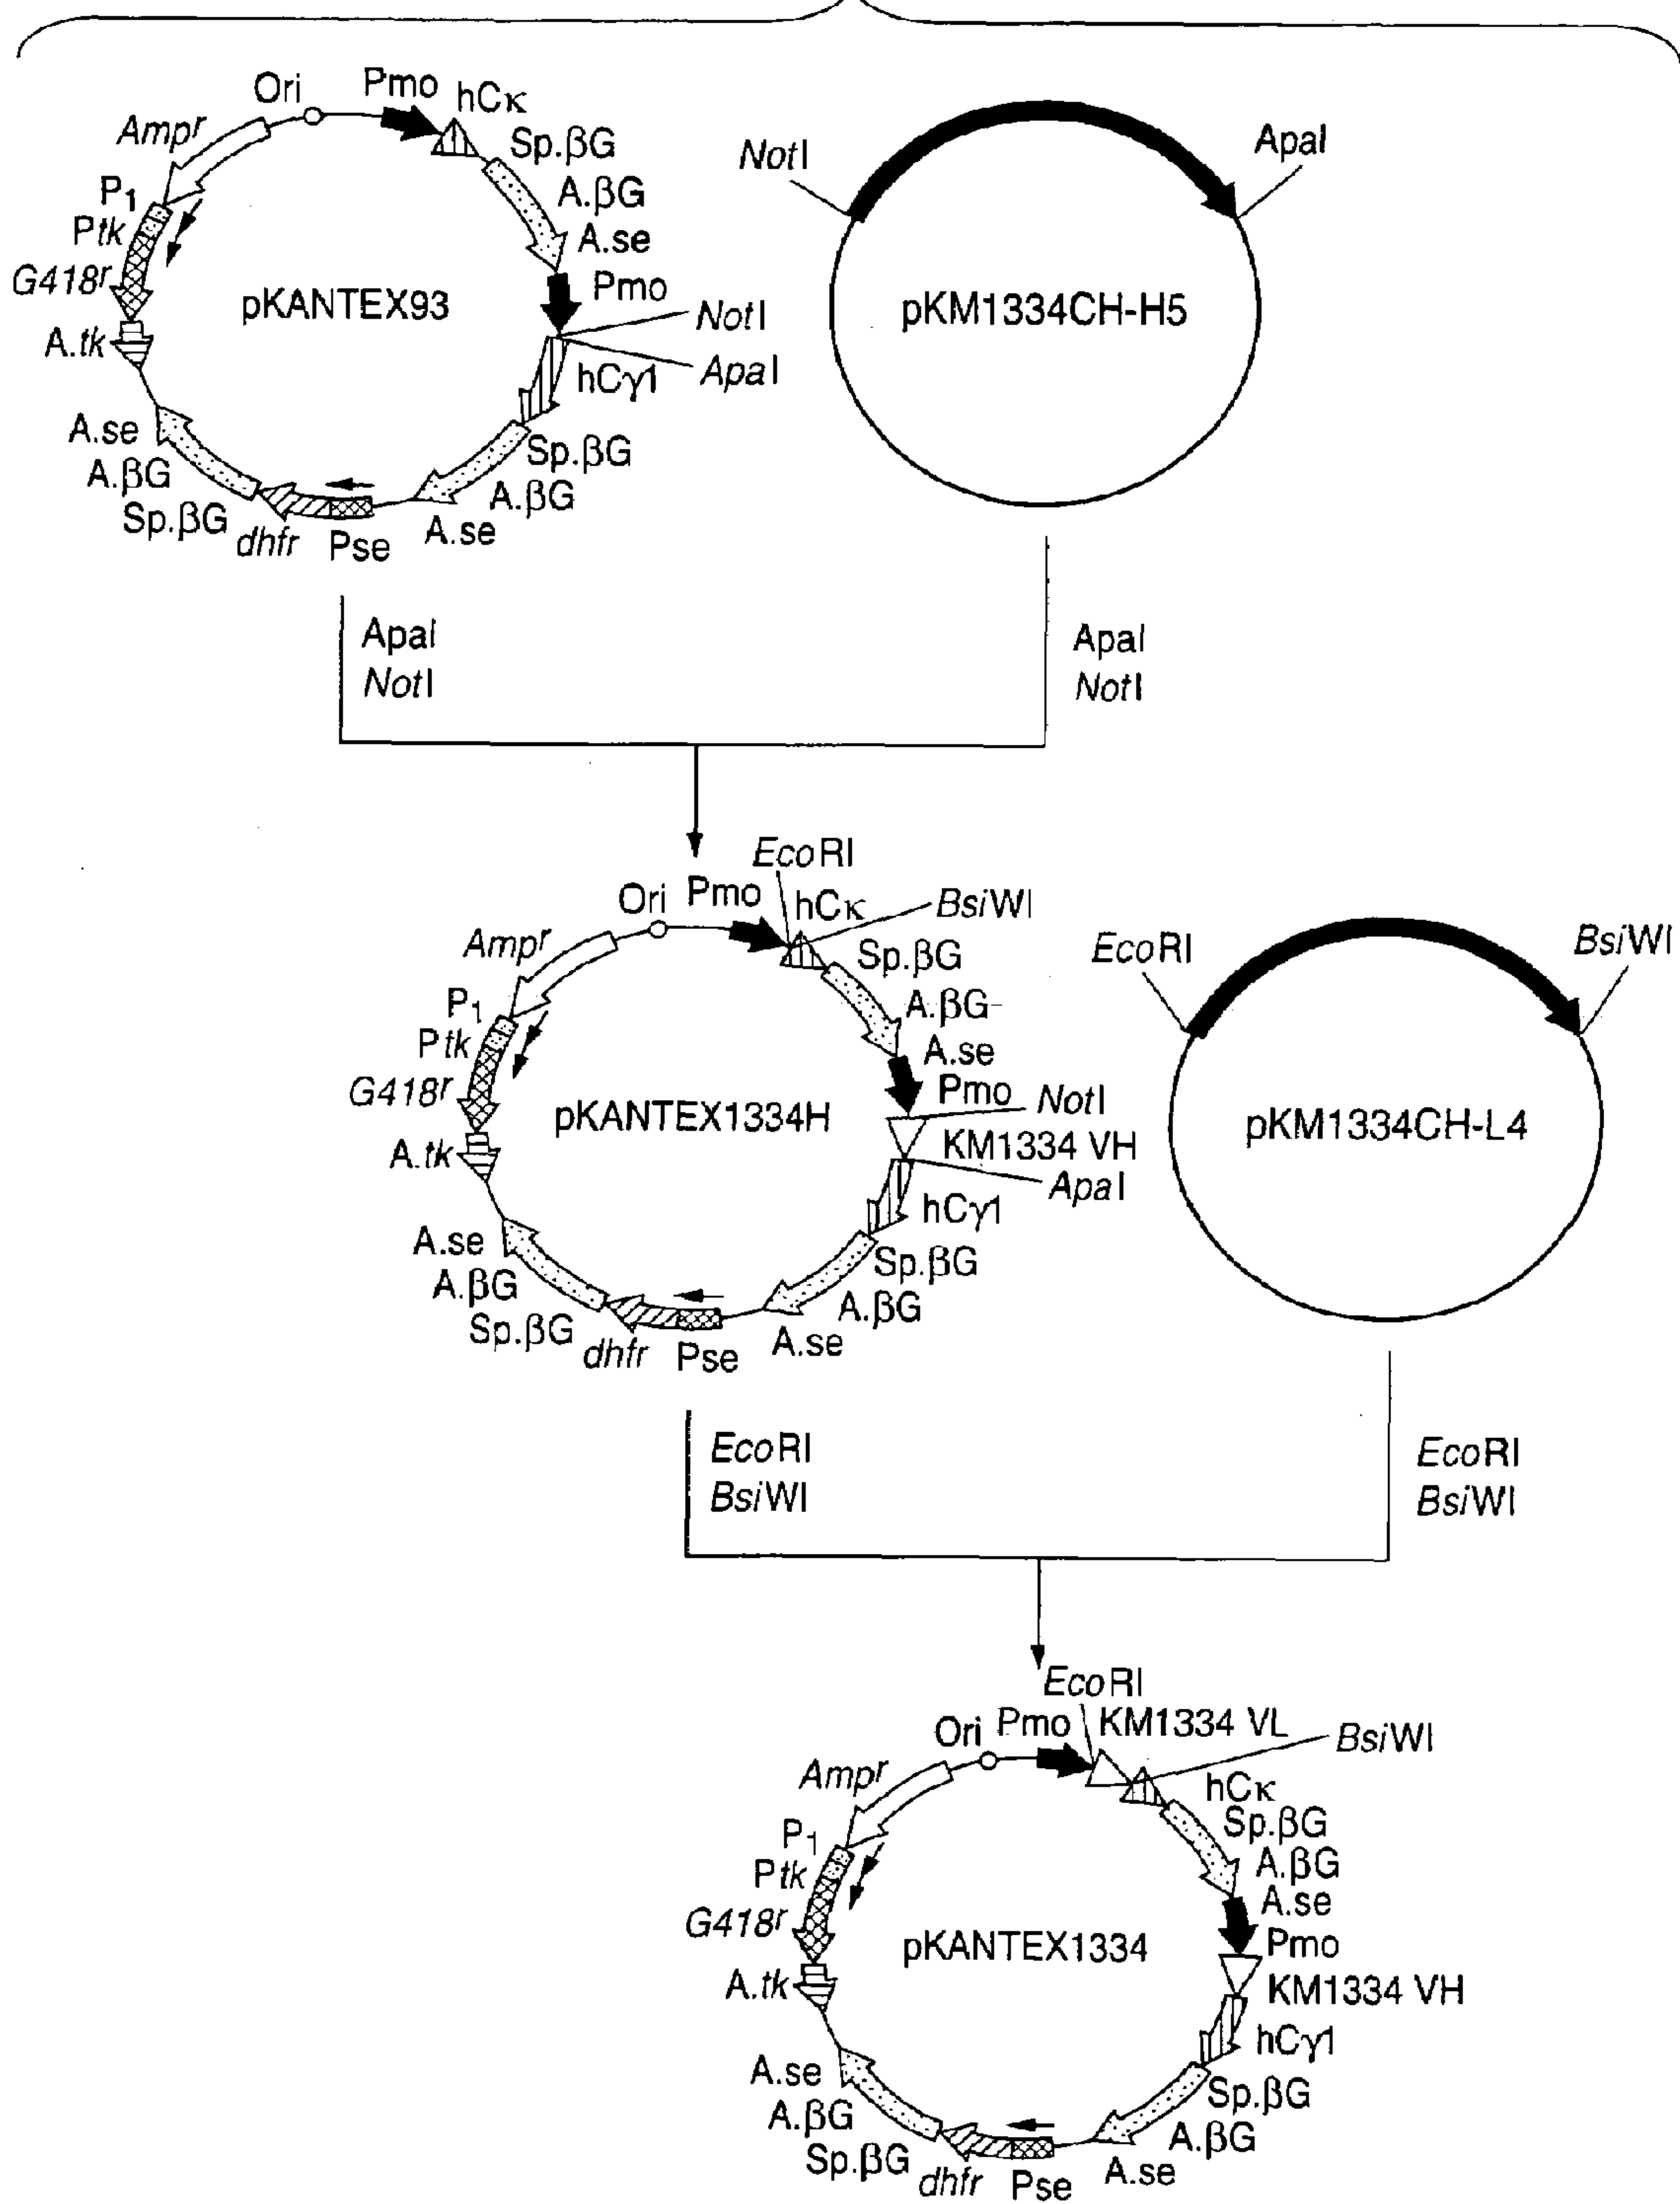 Ori
Pmo
hCκ
Ampr
Sp.βG
P1
A.βG
Ptk
A.se
G418r
Pmo
pKANTEX93
NotI
A.tk
ApaI
hCγ1
A.se
Sp.βG
A.βG
A.βG
Sp.βG
dhfr
Pse
A.se
NotI
ApaI
pKM1334CH-H5
ApaI
NotI
ApaI
NotI
EcoRI
Ori
Pmo
hCκ
BsiWI
Ampr
Sp.βG
P1
A.βG
Ptk
A.se
G418r
Pmo
NotI
pKANTEX1334H
KM1334 VH
A.tk
ApaI
hCγ1
A.se
Sp.βG
A.βG
A.βG
Sp.βG
dhfr
Pse
A.se
EcoRI
BsiWI
pKM1334CH-L4
EcoRI
BsiWI
EcoRI
BsiWI
EcoRI
Ori
Pmo
KM1334 VL
BsiWI
Ampr
hCκ
Sp.βG
P1
A.βG
Ptk
A.se
G418r
Pmo
pKANTEX1334
KM1334 VH
A.tk
hCγ1
A.se
Sp.βG
A.βG
A.βG
Sp.βG
dhfr
Pse
A.se